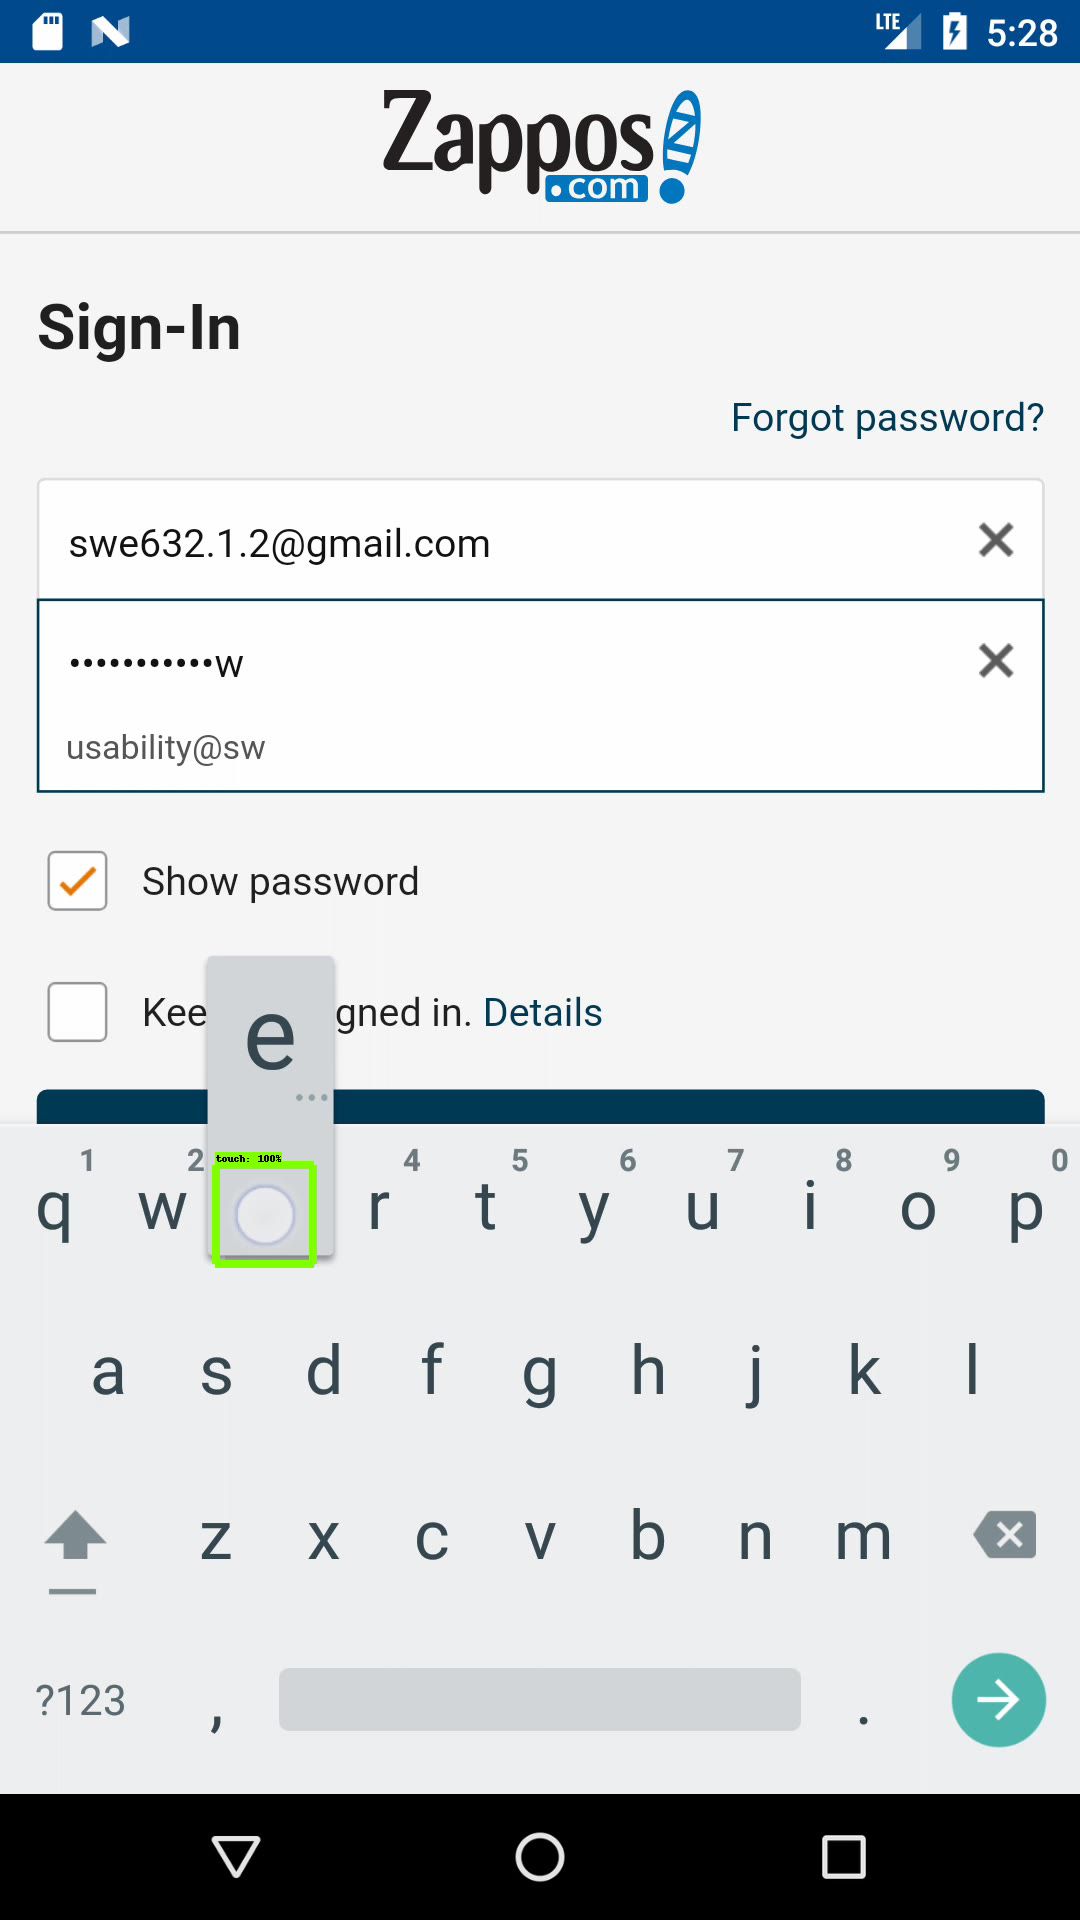 LTE 5:28
Zappos
.com
Sign-In
Forgot password?
swe632.1.2@gmail.com
•••••••••••w
usability@sw
Show password
Kee gned in. Details
e
...
touch: 100%
1 2 4 5 6 7 8 9 0
q w r t y u i o p
a s d f g h j k l
z x c v b n m
?123 , .